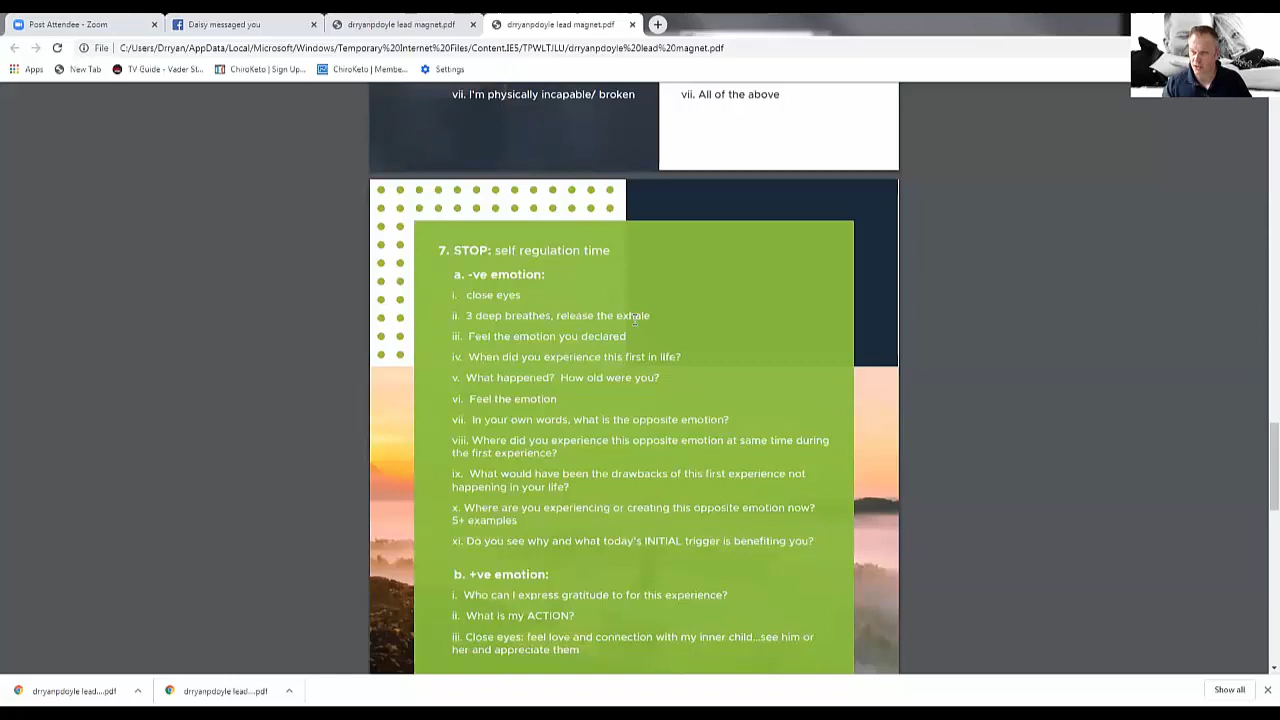 Post Attendee - Zoom
Daisy messaged you
drryanpdoyle lead magnet.pdf
drryanpdoyle lead magnet.pdf
File
C:/Users/Drryan/AppData/Local/Microsoft/Windows/Temporary%20Internet%20Files/Content.IE5/TPWLTJLU/drryanpdoyle%20lead%20magnet.pdf
Apps
New Tab
TV Guide - Vader St...
ChiroKeto | Sign Up...
ChiroKeto | Membe...
Settings
vii. I'm physically incapable/ broken
vii. All of the above
7. STOP: self regulation time
a. -ve emotion:
i. close eyes
ii. 3 deep breathes, release the exhale
iii. Feel the emotion you declared
iv. When did you experience this first in life?
v. What happened? How old were you?
vi. Feel the emotion
vii. In your own words, what is the opposite emotion?
viii. Where did you experience this opposite emotion at same time during
the first experience?
ix. What would have been the drawbacks of this first experience not
happening in your life?
x. Where are you experiencing or creating this opposite emotion now?
5+ examples
xi. Do you see why and what today's INITIAL trigger is benefiting you?
b. +ve emotion:
i. Who can I express gratitude to for this experience?
ii. What is my ACTION?
iii. Close eyes: feel love and connection with my inner child...see him or
her and appreciate them
drryanpdoyle lead....pdf
drryanpdoyle lead....pdf
Show all